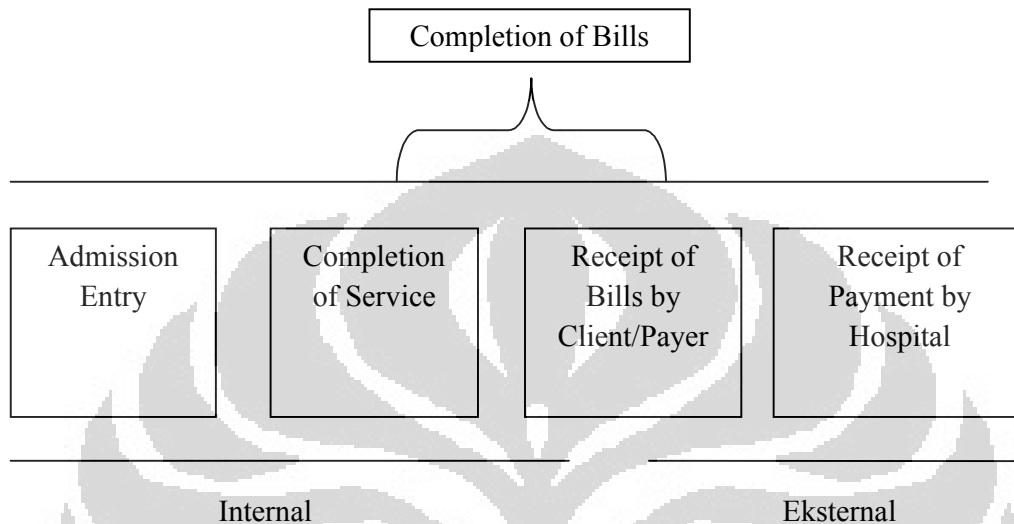 Completion of Bills
Admission
Entry
Completion
of Service
Receipt of
Bills by
Client/Payer
Receipt of
Payment by
Hospital
Internal
Eksternal